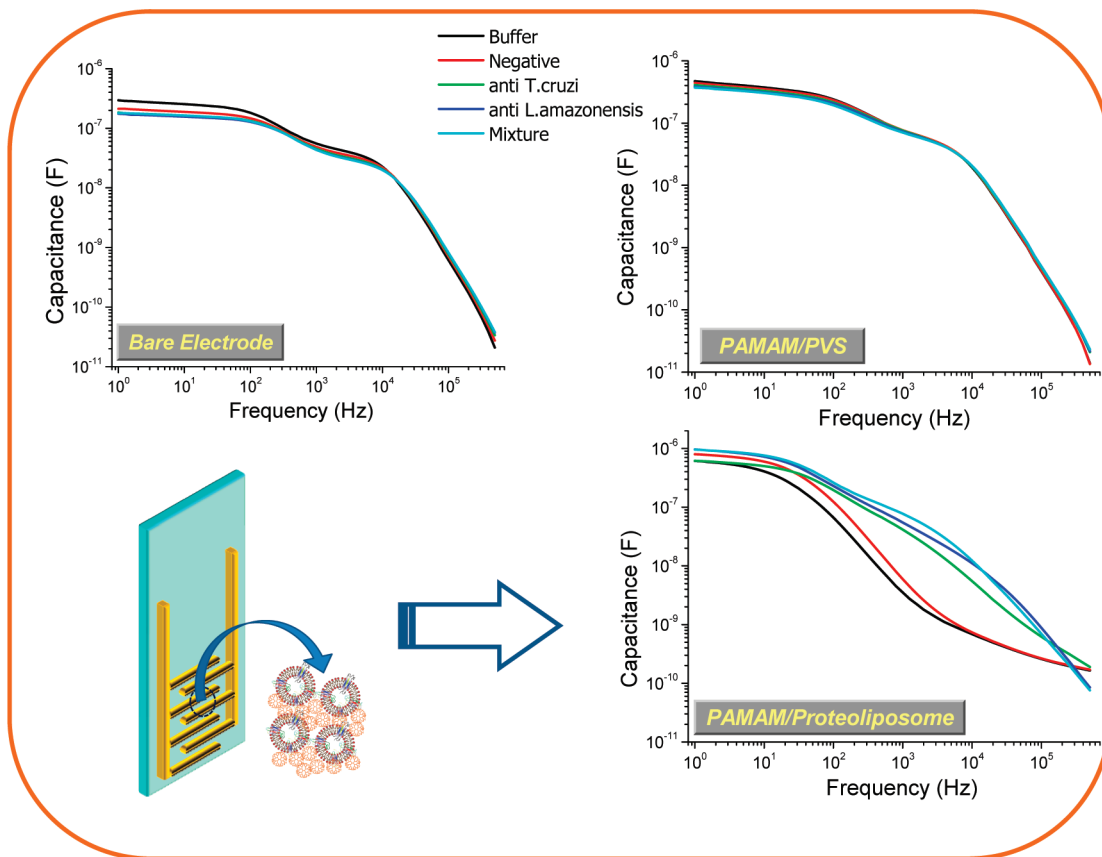 Buffer
Negative
anti T.cruzi
anti L.amazonensis
Mixture
Capacitance (F)
10⁻⁶
10⁻⁷
10⁻⁸
10⁻⁹
10⁻¹⁰
10⁻¹¹
Bare Electrode
10⁰ 10¹ 10² 10³ 10⁴ 10⁵
Frequency (Hz)
Capacitance (F)
10⁻⁶
10⁻⁷
10⁻⁸
10⁻⁹
10⁻¹⁰
10⁻¹¹
PAMAM/PVS
10⁰ 10¹ 10² 10³ 10⁴ 10⁵
Frequency (Hz)
Capacitance (F)
10⁻⁶
10⁻⁷
10⁻⁸
10⁻⁹
10⁻¹⁰
10⁻¹¹
PAMAM/Proteoliposome
10⁰ 10¹ 10² 10³ 10⁴ 10⁵
Frequency (Hz)